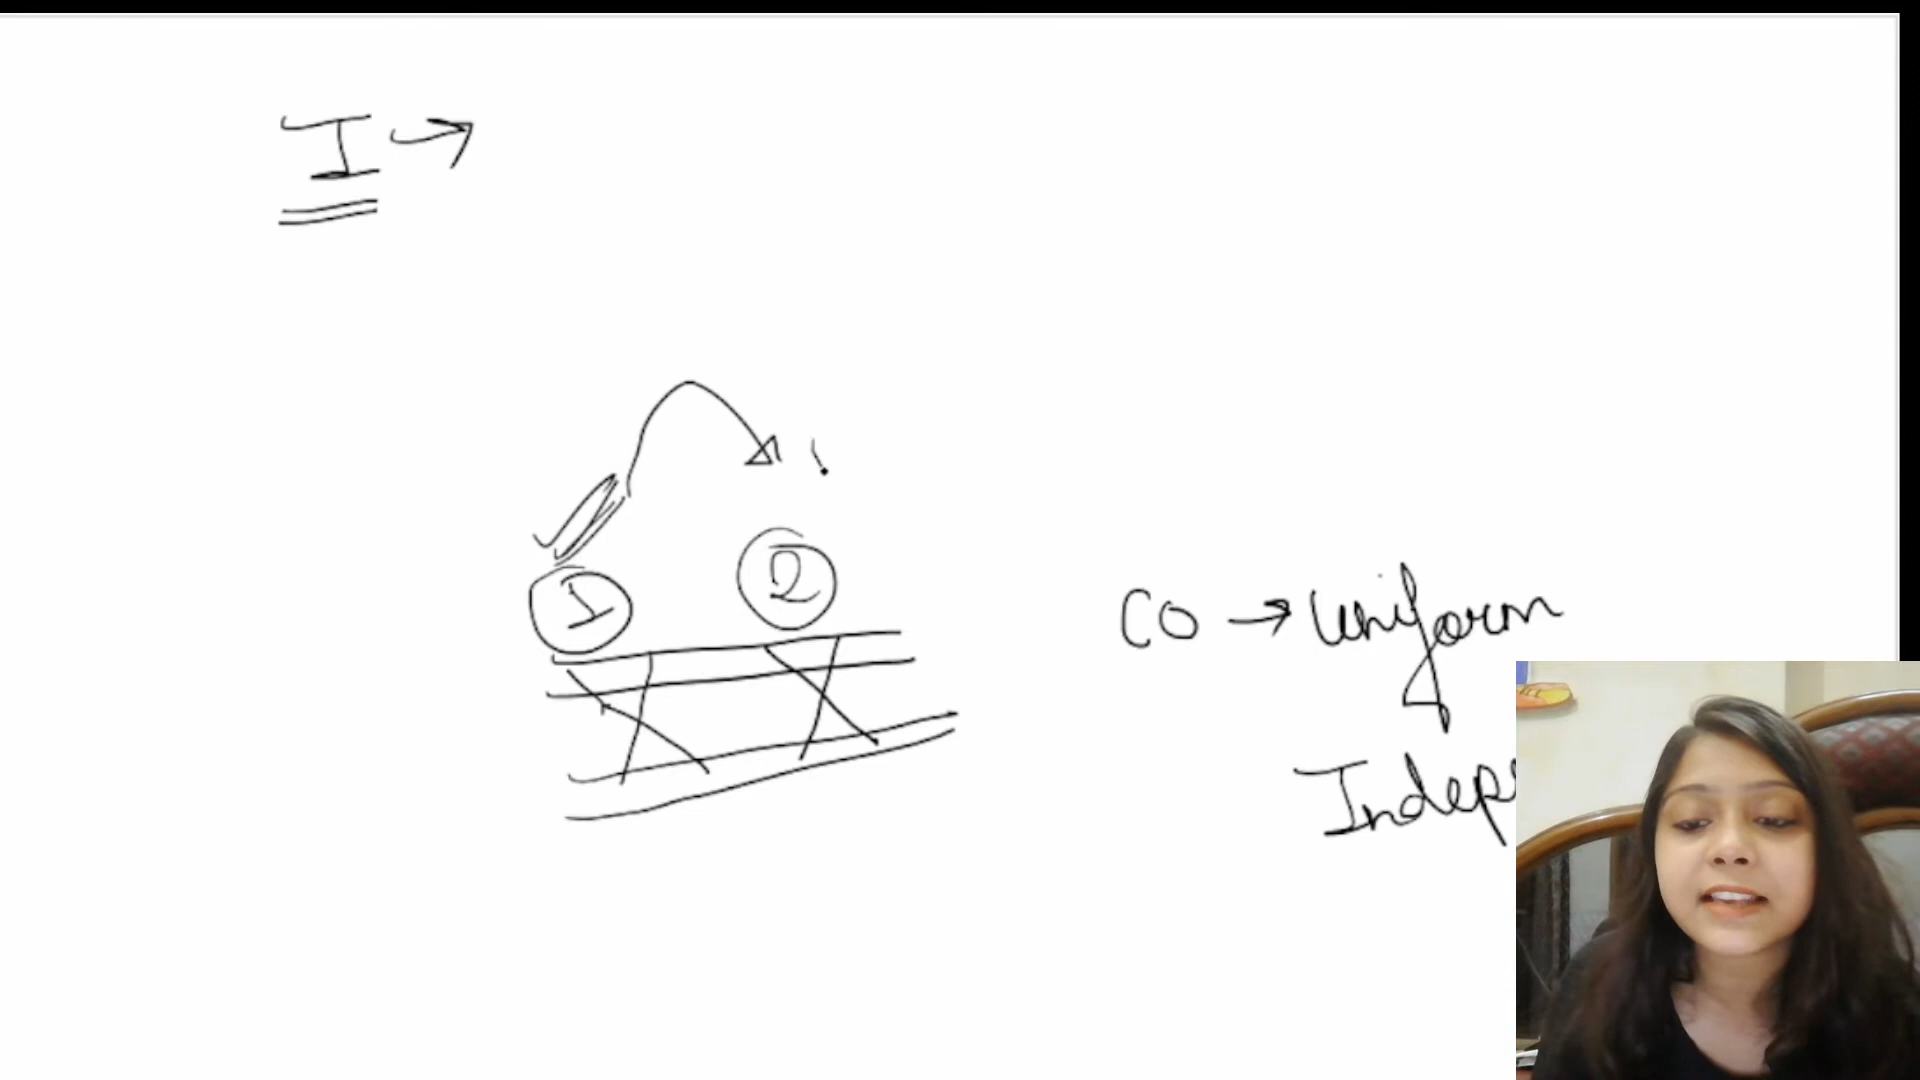 I →
1 2
CO → Uniform
Indep